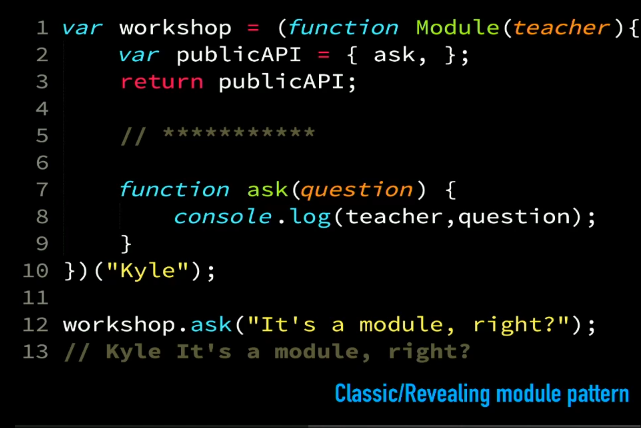 1 var workshop = (function Module(teacher){
2     var publicAPI = { ask, };
3     return publicAPI;
4
5     // ***********
6
7     function ask(question) {
8         console.log(teacher,question);
9     }
10 })("Kyle");
11
12 workshop.ask("It's a module, right?");
13 // Kyle It's a module, right?
Classic/Revealing module pattern